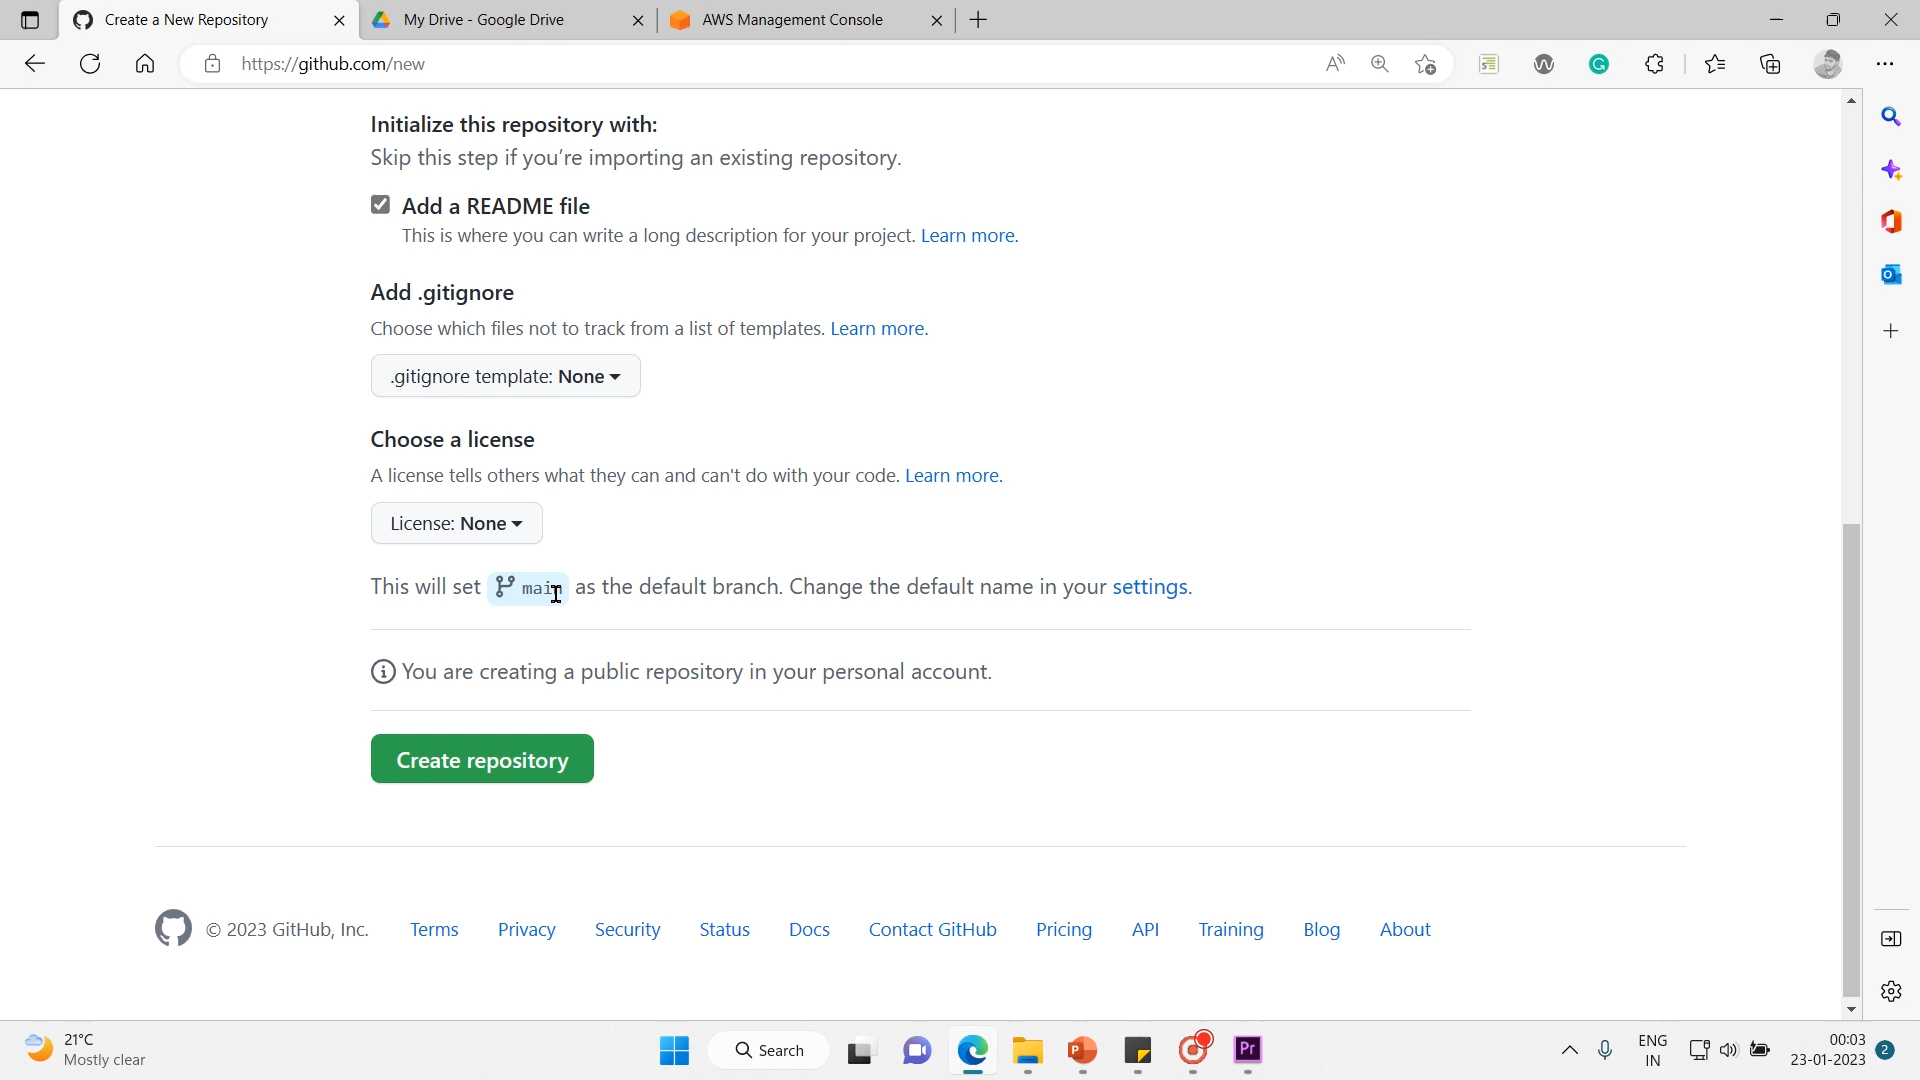 Create a New Repository
My Drive - Google Drive
AWS Management Console
https://github.com/new
Initialize this repository with:
Skip this step if you're importing an existing repository.
Add a README file
This is where you can write a long description for your project. Learn more.
Add .gitignore
Choose which files not to track from a list of templates. Learn more.
.gitignore template: None
Choose a license
A license tells others what they can and can't do with your code. Learn more.
License: None
This will set main as the default branch. Change the default name in your settings.
You are creating a public repository in your personal account.
Create repository
© 2023 GitHub, Inc. Terms Privacy Security Status Docs Contact GitHub Pricing API Training Blog About
21°C
Mostly clear
Search
Pr
ENG
IN
00:03
23-01-2023
2